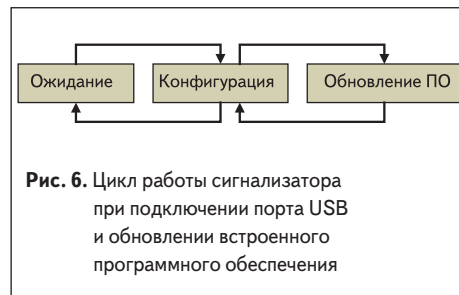 Ожидание Конфигурация Обновление ПО
Рис. 6. Цикл работы сигнализатора
при подключении порта USB
и обновлении встроенного
программного обеспечения